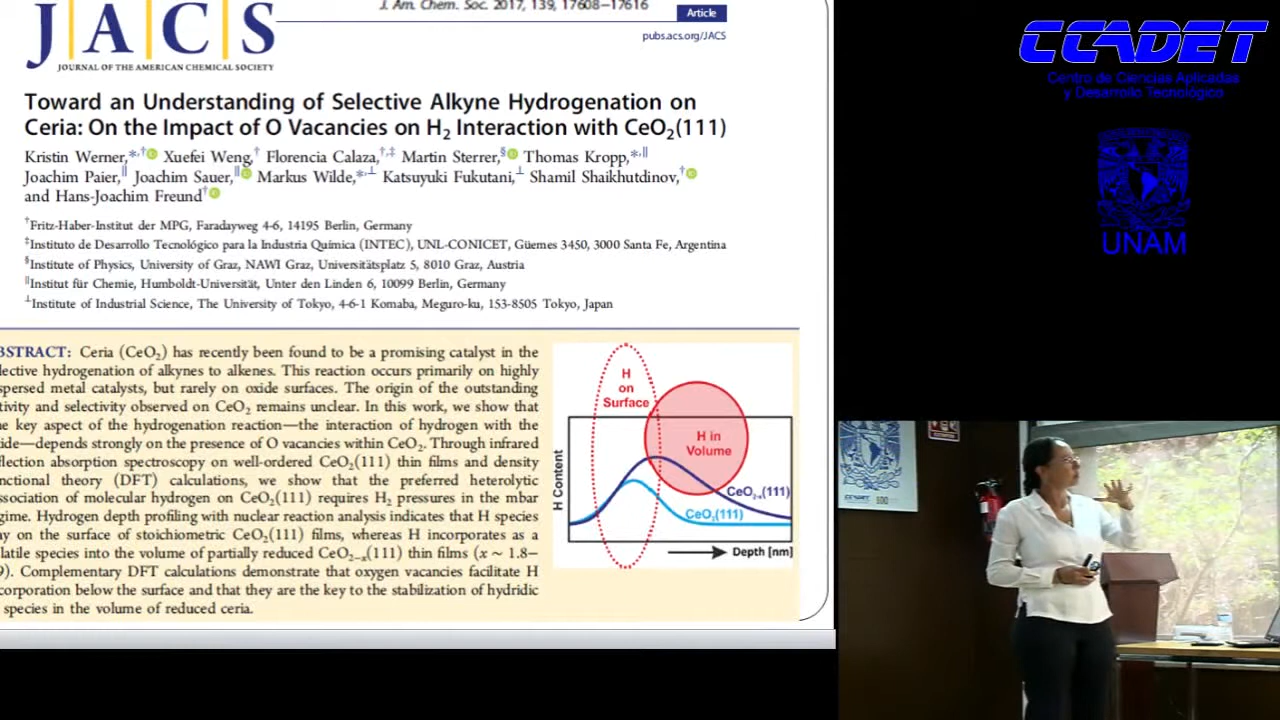 J. Am. Chem. Soc. 2017, 139, 17608−17616
JACS
JOURNAL OF THE AMERICAN CHEMICAL SOCIETY
Article
pubs.acs.org/JACS
Toward an Understanding of Selective Alkyne Hydrogenation on
Ceria: On the Impact of O Vacancies on H₂ Interaction with CeO₂(111)
Kristin Werner,*,† Xuefei Weng,† Florencia Calaza,†,‡ Martin Sterrer,§ Thomas Kropp,*,∥
Joachim Paier,∥ Joachim Sauer,∥ Markus Wilde,*,⊥ Katsuyuki Fukutani,⊥ Shamil Shaikhutdinov,†
and Hans-Joachim Freund†
†Fritz-Haber-Institut der MPG, Faradayweg 4-6, 14195 Berlin, Germany
‡Instituto de Desarrollo Tecnológico para la Industria Química (INTEC), UNL-CONICET, Güemes 3450, 3000 Santa Fe, Argentina
§Institute of Physics, University of Graz, NAWI Graz, Universitätsplatz 5, 8010 Graz, Austria
∥Institut für Chemie, Humboldt-Universität, Unter den Linden 6, 10099 Berlin, Germany
⊥Institute of Industrial Science, The University of Tokyo, 4-6-1 Komaba, Meguro-ku, 153-8505 Tokyo, Japan
BSTRACT: Ceria (CeO₂) has recently been found to be a promising catalyst in the
lective hydrogenation of alkynes to alkenes. This reaction occurs primarily on highly
spersed metal catalysts, but rarely on oxide surfaces. The origin of the outstanding
tivity and selectivity observed on CeO₂ remains unclear. In this work, we show that
e key aspect of the hydrogenation reaction—the interaction of hydrogen with the
ide—depends strongly on the presence of O vacancies within CeO₂. Through infrared
flection absorption spectroscopy on well-ordered CeO₂(111) thin films and density
nctional theory (DFT) calculations, we show that the preferred heterolytic
ssociation of molecular hydrogen on CeO₂(111) requires H₂ pressures in the mbar
gime. Hydrogen depth profiling with nuclear reaction analysis indicates that H species
ay on the surface of stoichiometric CeO₂(111) films, whereas H incorporates as a
latile species into the volume of partially reduced CeO₂₋ₓ(111) thin films (x ~ 1.8−
9). Complementary DFT calculations demonstrate that oxygen vacancies facilitate H
corporation below the surface and that they are the key to the stabilization of hydridic
species in the volume of reduced ceria.
H
on
Surface
H in
Volume
H Content
CeO₂₋ₓ(111)
CeO₂(111)
Depth [nm]
CCADET
Centro de Ciencias Aplicadas
y Desarrollo Tecnológico
UNAM